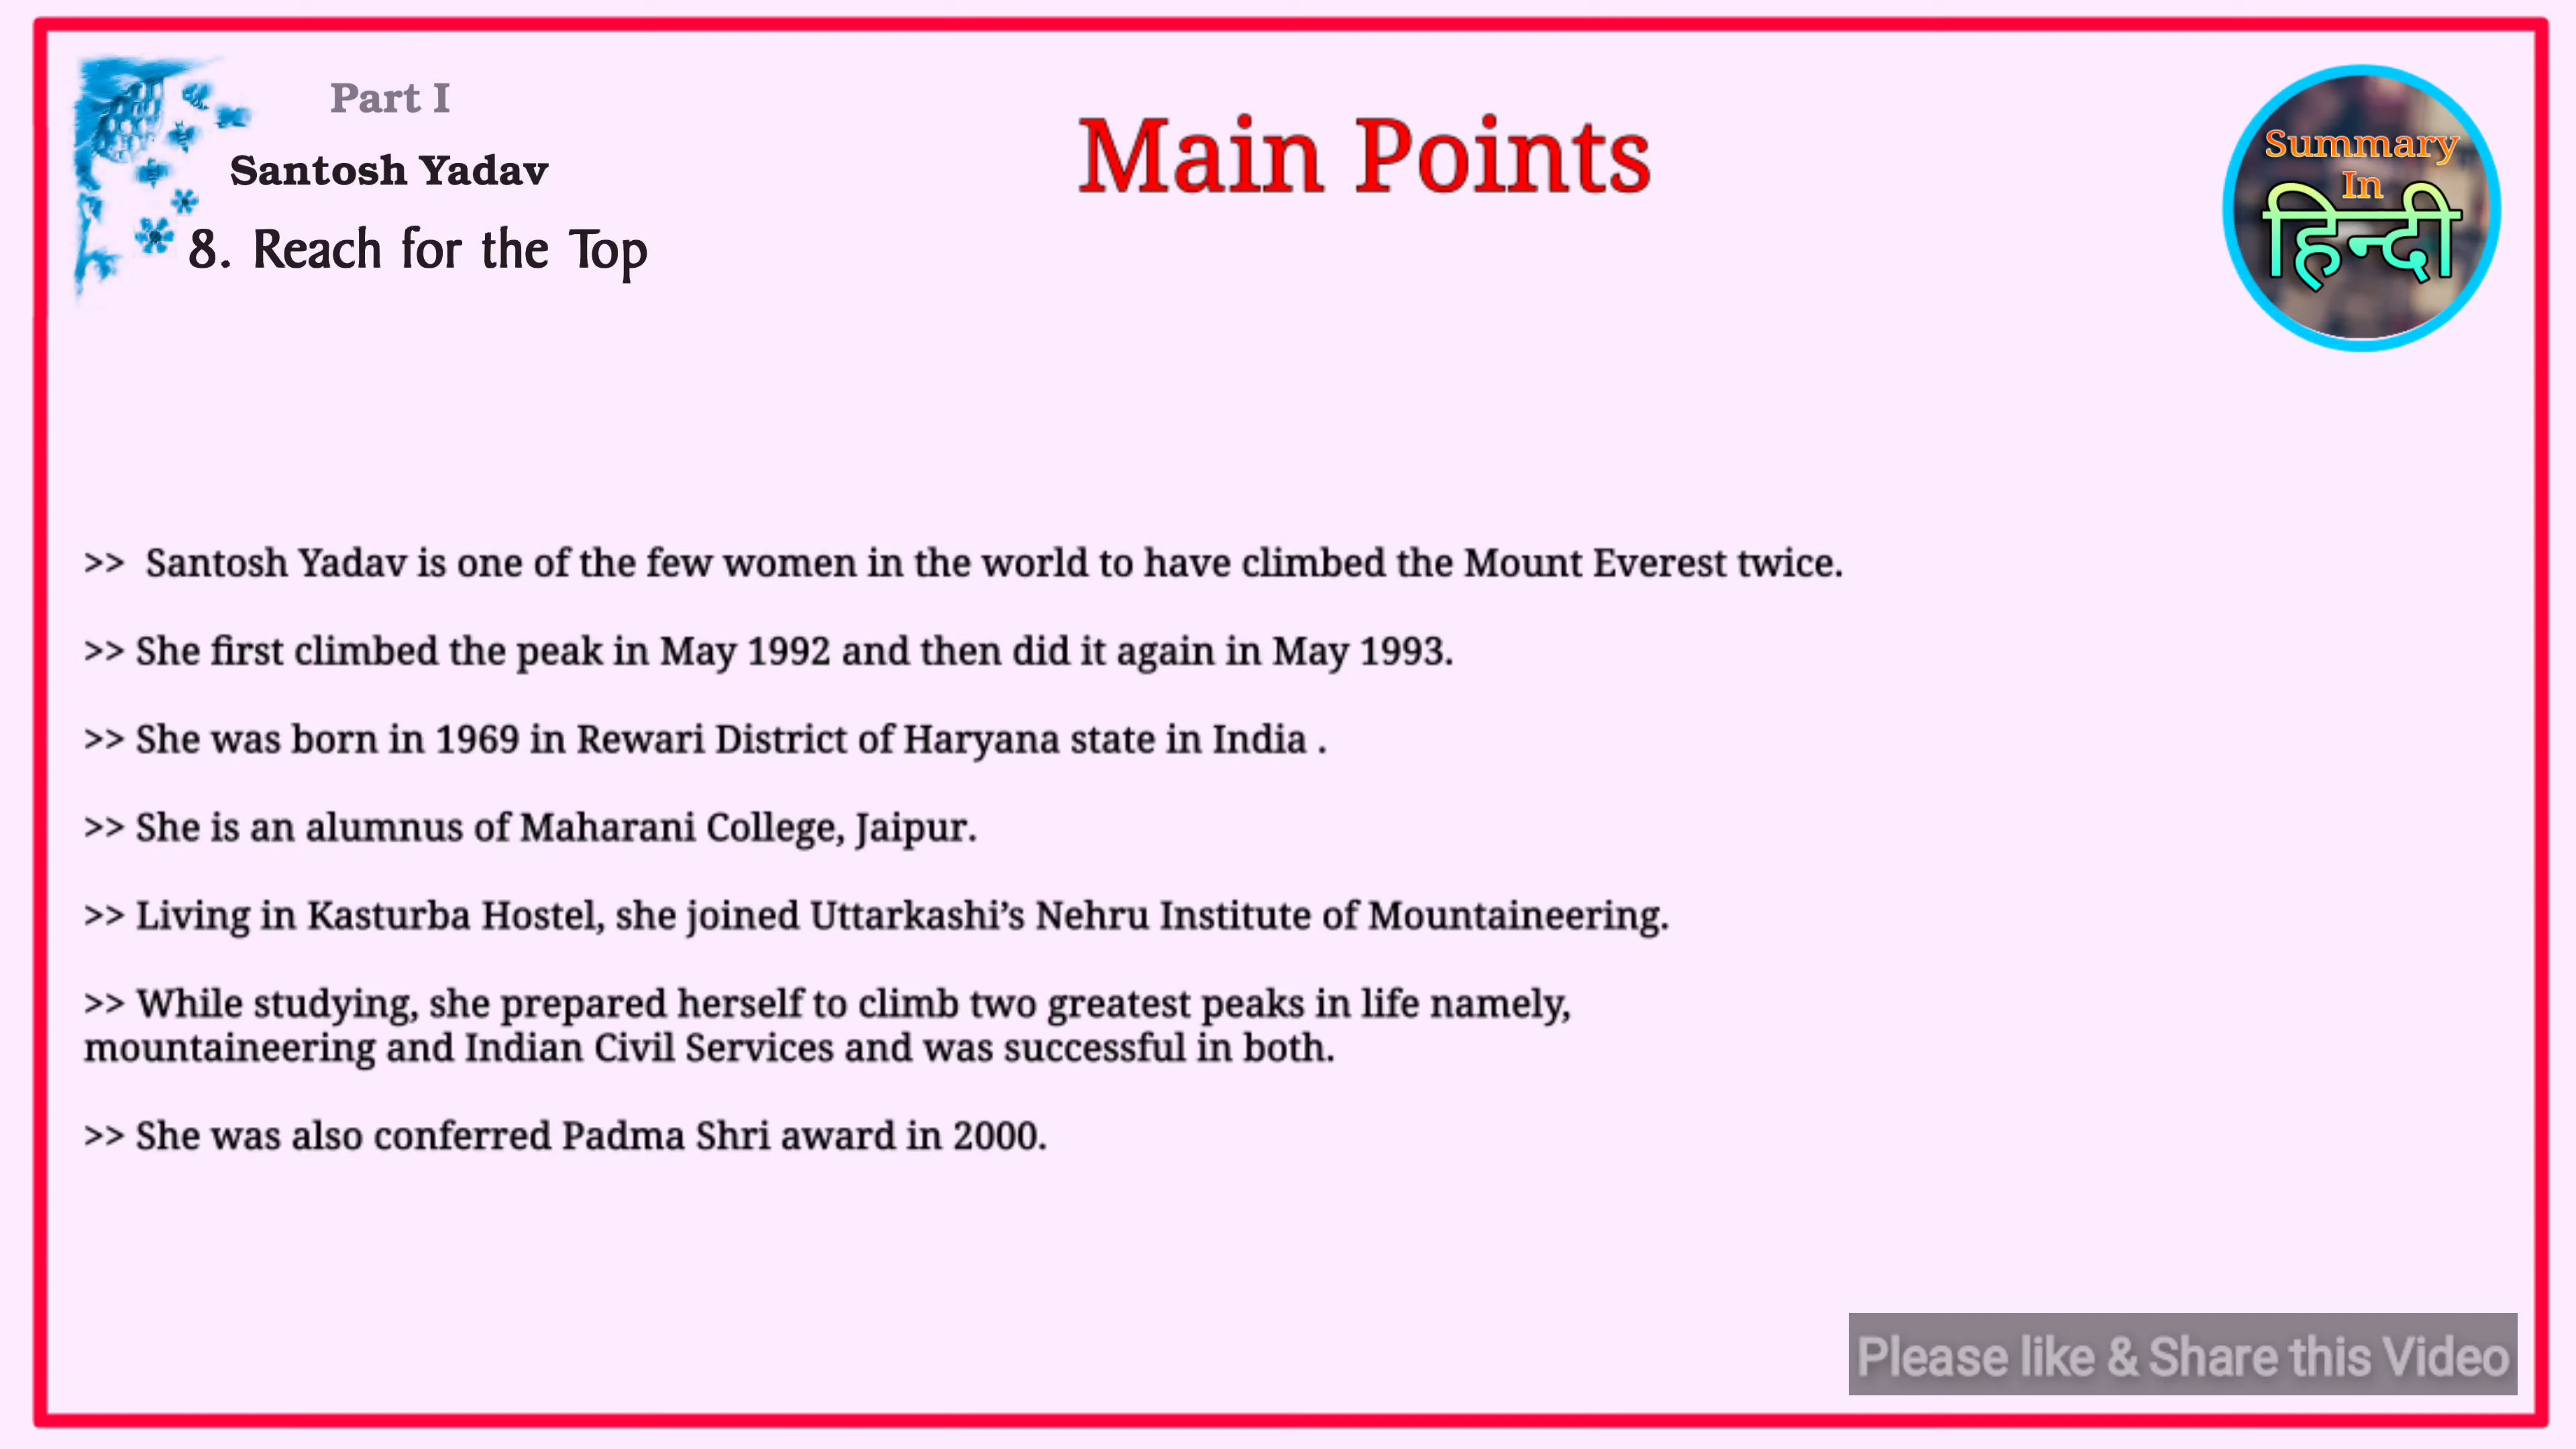 Part I
Santosh Yadav
8. Reach for the Top
Main Points
Summary
In
हिन्दी
>> Santosh Yadav is one of the few women in the world to have climbed the Mount Everest twice.
>> She first climbed the peak in May 1992 and then did it again in May 1993.
>> She was born in 1969 in Rewari District of Haryana state in India .
>> She is an alumnus of Maharani College, Jaipur.
>> Living in Kasturba Hostel, she joined Uttarkashi’s Nehru Institute of Mountaineering.
>> While studying, she prepared herself to climb two greatest peaks in life namely,
mountaineering and Indian Civil Services and was successful in both.
>> She was also conferred Padma Shri award in 2000.
Please like & Share this Video